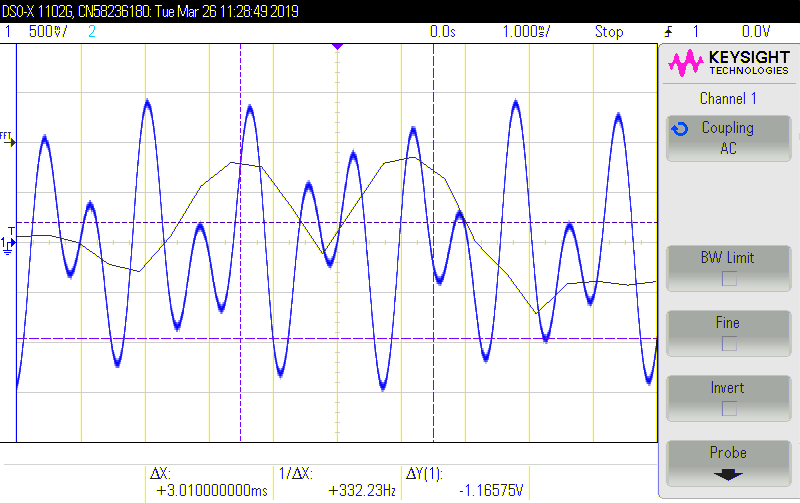 DSO-X 1102G, CN58236180: Tue Mar 26 11:28:49 2019
1 500mV/ 2 0.0s 1.000ms/ Stop 1 0.0V
KEYSIGHT
TECHNOLOGIES
Channel 1
Coupling
AC
FFT
T
1
BW Limit
Fine
Invert
Probe
ΔX: 1/ΔX: ΔY(1):
+3.010000000ms +332.23Hz -1.16575V